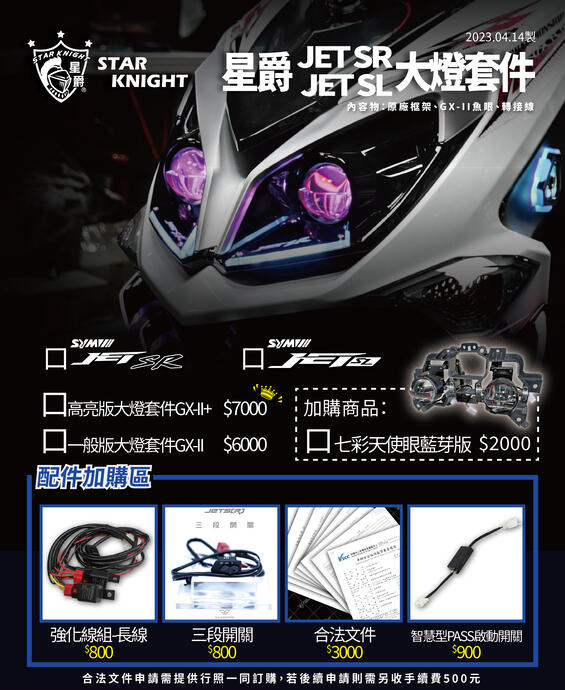 2023.04.14製
STAR KNIGHT
星爵
®
STAR
KNIGHT
星爵 JET SR JET SL 大燈套件
內容物:原廠框架、GX-II魚眼、轉接線
SYM
JET SR
SYM
JET SL
高亮版大燈套件GX-II+ $7000
一般版大燈套件GX-II $6000
加購商品:
七彩天使眼藍芽版 $2000
配件加購區
JETS(R)
三段開關
強化線組-長線
$800
三段開關
$800
合法文件
$3000
智慧型PASS啟動開關
$900
合法文件申請需提供行照一同訂購,若後續申請則需另收手續費500元